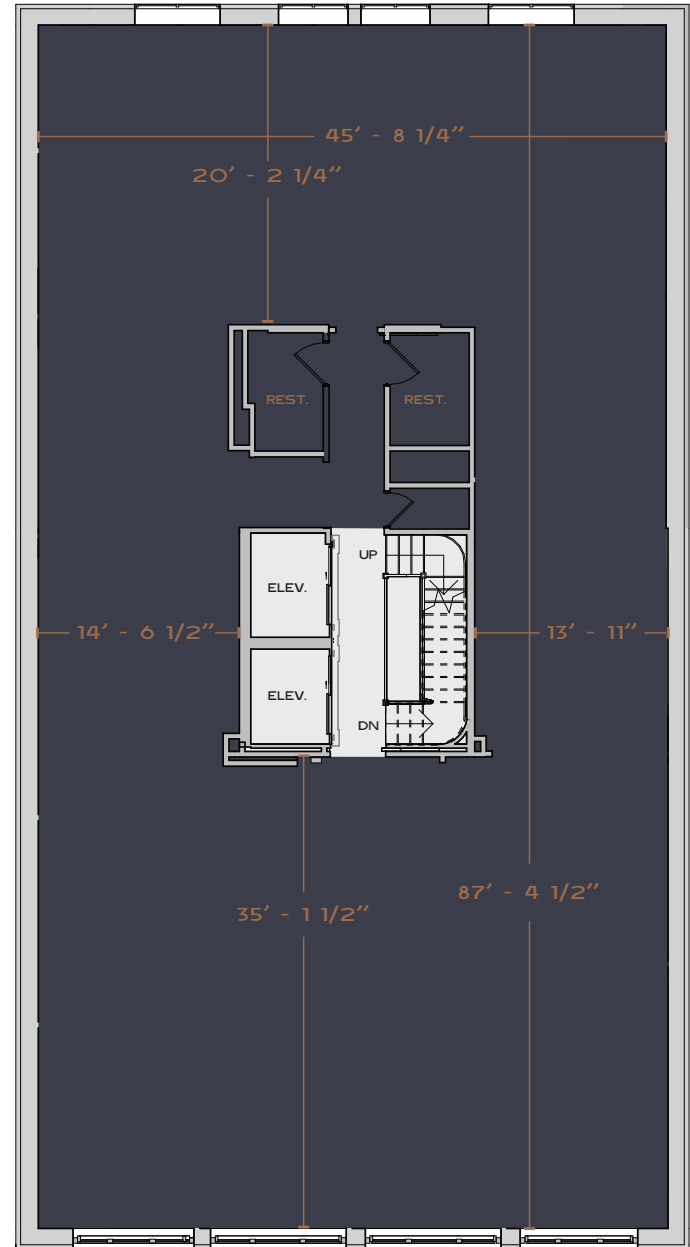 45′ - 8 1/4″
20′ - 2 1/4″
REST.
REST.
UP
ELEV.
14′ - 6 1/2″
13′ - 11″
ELEV.
DN
87′ - 4 1/2″
35′ - 1 1/2″